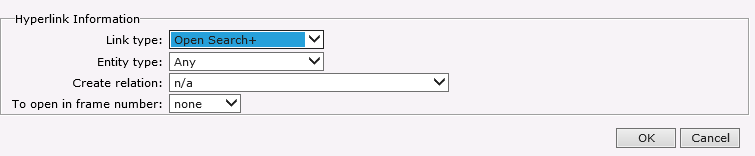 Hyperlink Information
Link type: Open Search+
Entity type: Any
Create relation: n/a
To open in frame number: none
OK Cancel